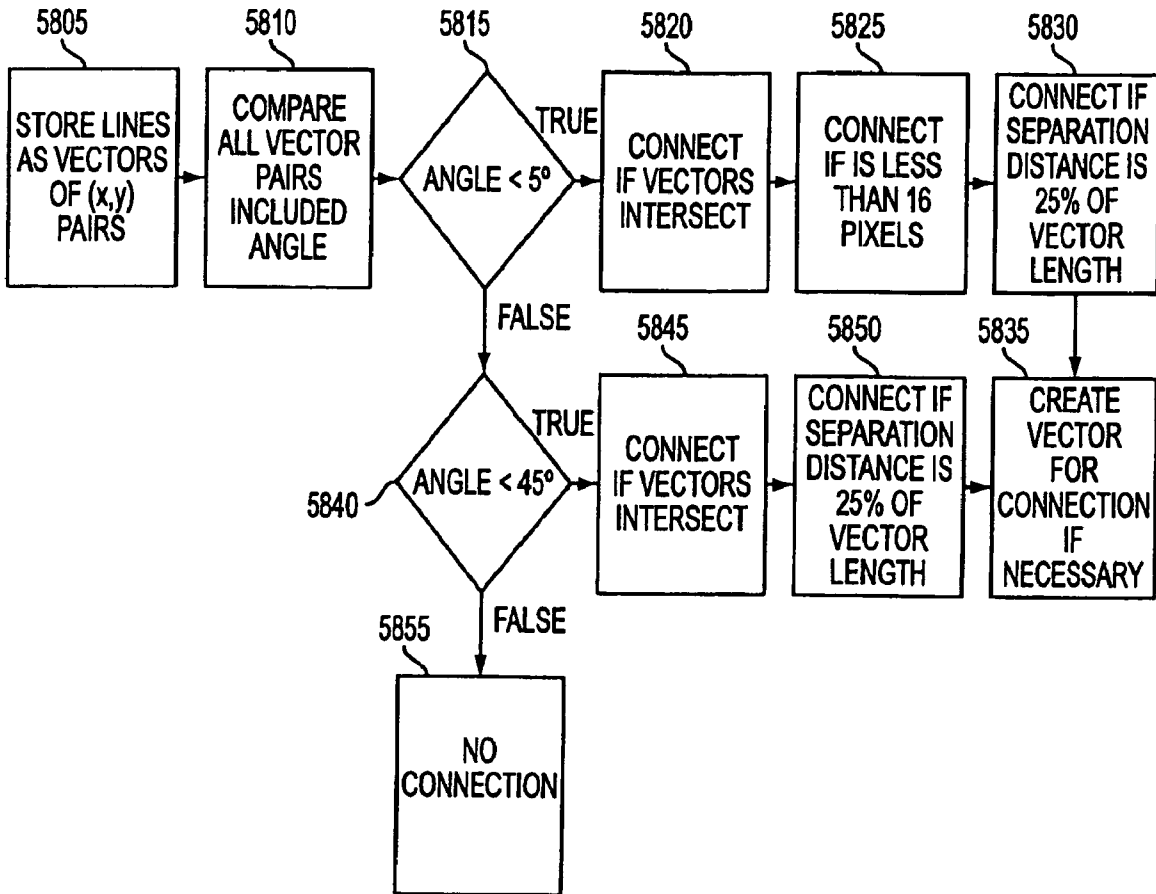 5805
STORE LINES
AS VECTORS
OF (x,y)
PAIRS
5810
COMPARE
ALL VECTOR
PAIRS
INCLUDED
ANGLE
5815
ANGLE < 5°
TRUE
FALSE
5820
CONNECT
IF VECTORS
INTERSECT
5825
CONNECT
IF IS LESS
THAN 16
PIXELS
5830
CONNECT IF
SEPARATION
DISTANCE IS
25% OF
VECTOR
LENGTH
5840
ANGLE < 45°
TRUE
FALSE
5845
CONNECT
IF VECTORS
INTERSECT
5850
CONNECT IF
SEPARATION
DISTANCE IS
25% OF
VECTOR
LENGTH
5835
CREATE
VECTOR
FOR
CONNECTION
IF
NECESSARY
5855
NO
CONNECTION